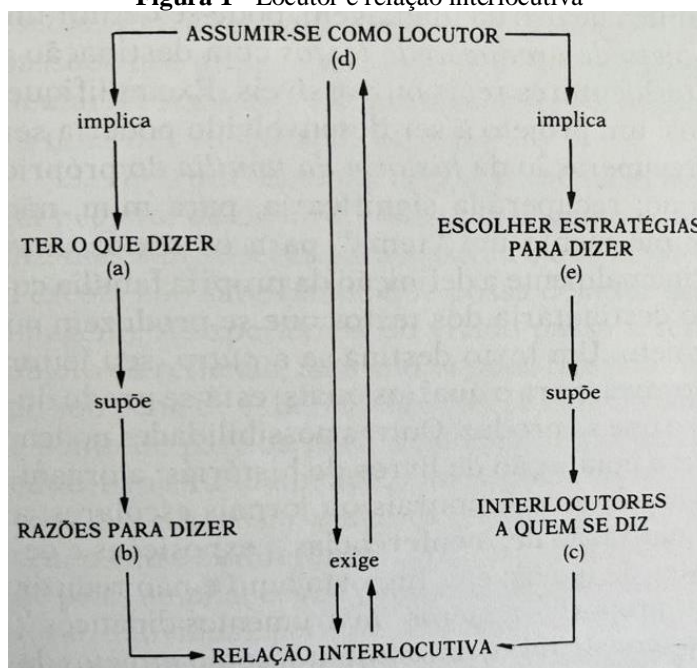 Figura 1 - Locutor e relação interlocutiva
ASSUMIR-SE COMO LOCUTOR
(d)
implica
implica
TER O QUE DIZER
(a)
ESCOLHER ESTRATÉGIAS
PARA DIZER
(e)
supõe
supõe
RAZÕES PARA DIZER
(b)
INTERLOCUTORES
A QUEM SE DIZ
(c)
exige
RELAÇÃO INTERLOCUTIVA